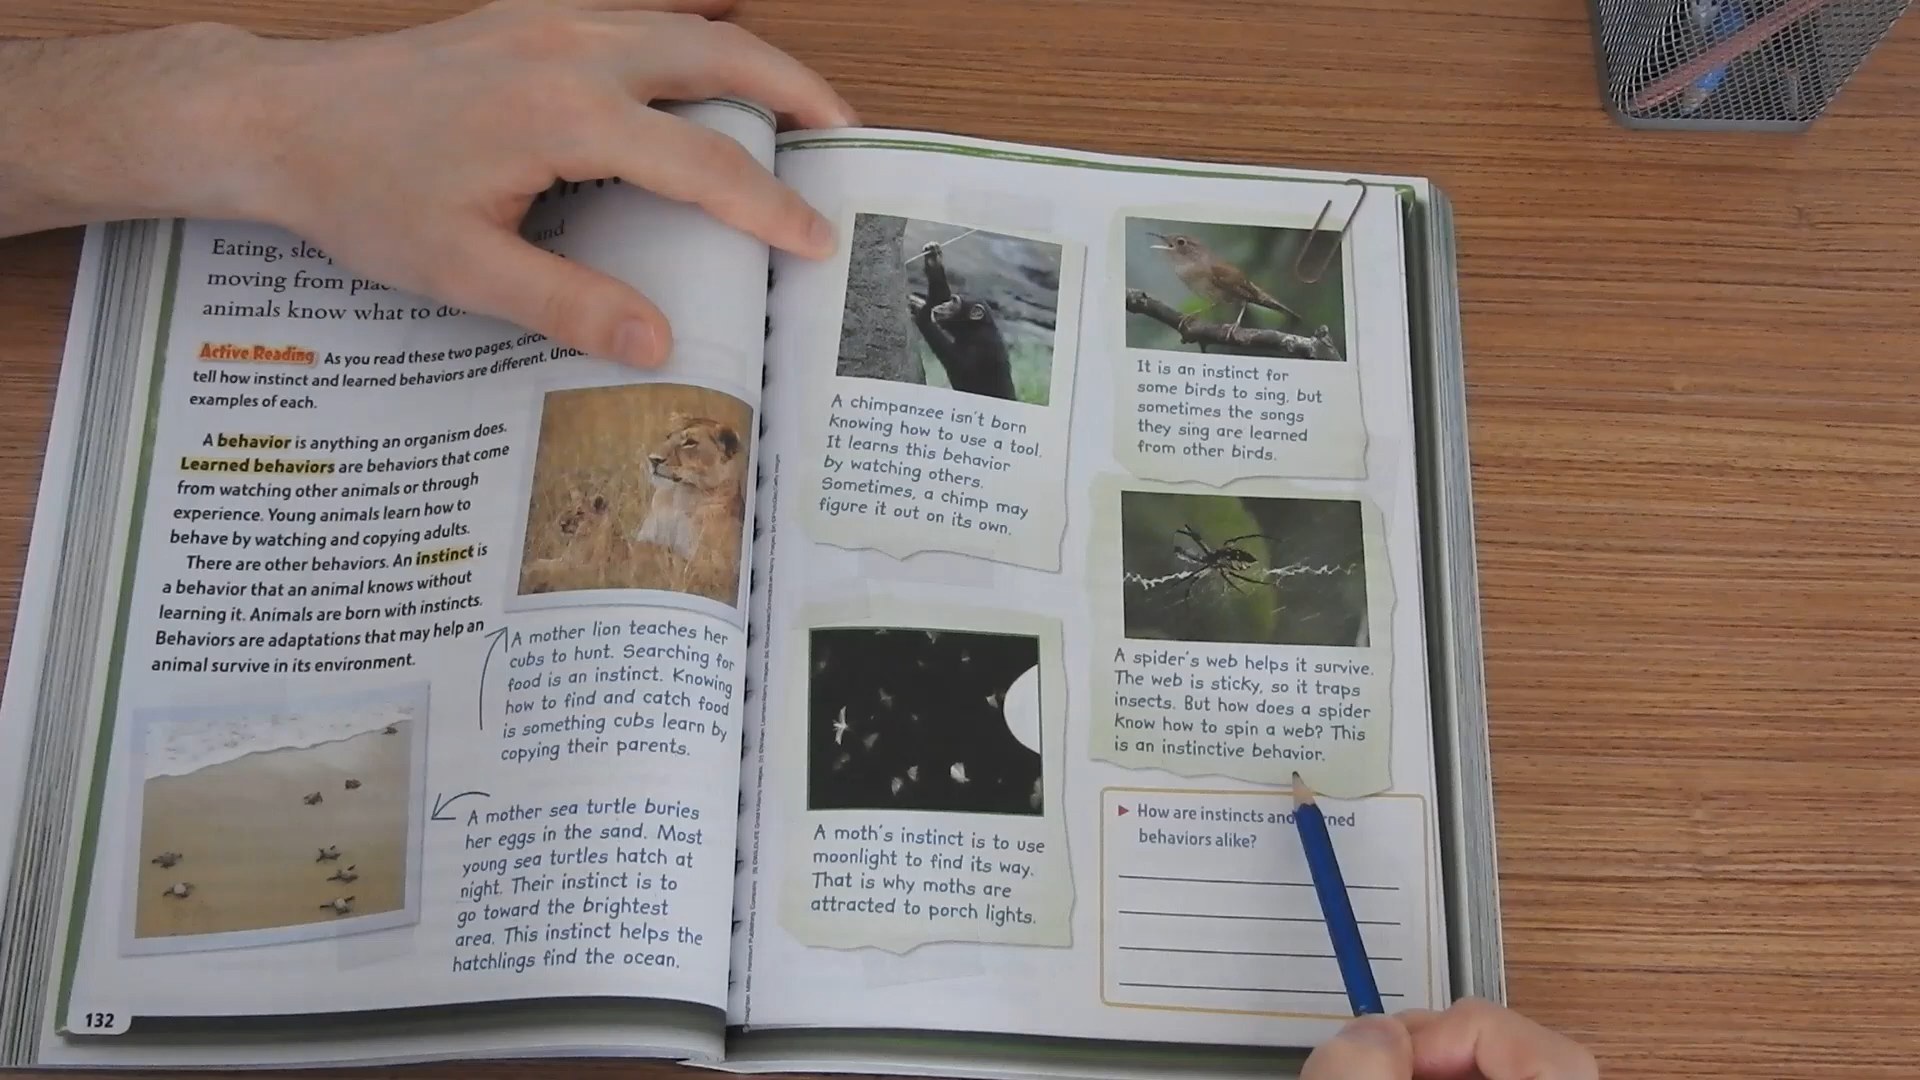 and
Eating,
moving from
animals know what to
Active Reading As you read these two pages,
tell how instinct and learned behaviors are different.
examples of each.
A behavior is anything an organism does.
Learned behaviors are behaviors that come
from watching other animals or through
experience. Young animals learn how to
behave by watching and copying adults.
There are other behaviors. An instinct is
a behavior that an animal knows without
learning it. Animals are born with instincts.
Behaviors are adaptations that may help an
animal survive in its environment.
A mother lion teaches her
cubs to hunt. Searching for
food is an instinct. Knowing
how to find and catch food
is something cubs learn by
copying their parents.
A mother sea turtle buries
her eggs in the sand. Most
young sea turtles hatch at
night. Their instinct is to
go toward the brightest
area. This instinct helps the
hatchlings find the ocean.
132
A chimpanzee isn't born
knowing how to use a tool.
It learns this behavior
by watching others.
Sometimes, a chimp may
figure it out on its own.
It is an instinct for
some birds to sing, but
sometimes the songs
they sing are learned
from other birds.
A moth's instinct is to use
moonlight to find its way.
That is why moths are
attracted to porch lights.
A spider's web helps it survive.
The web is sticky, so it traps
insects. But how does a spider
know how to spin a web? This
is an instinctive behavior.
How are instincts and
behaviors alike?